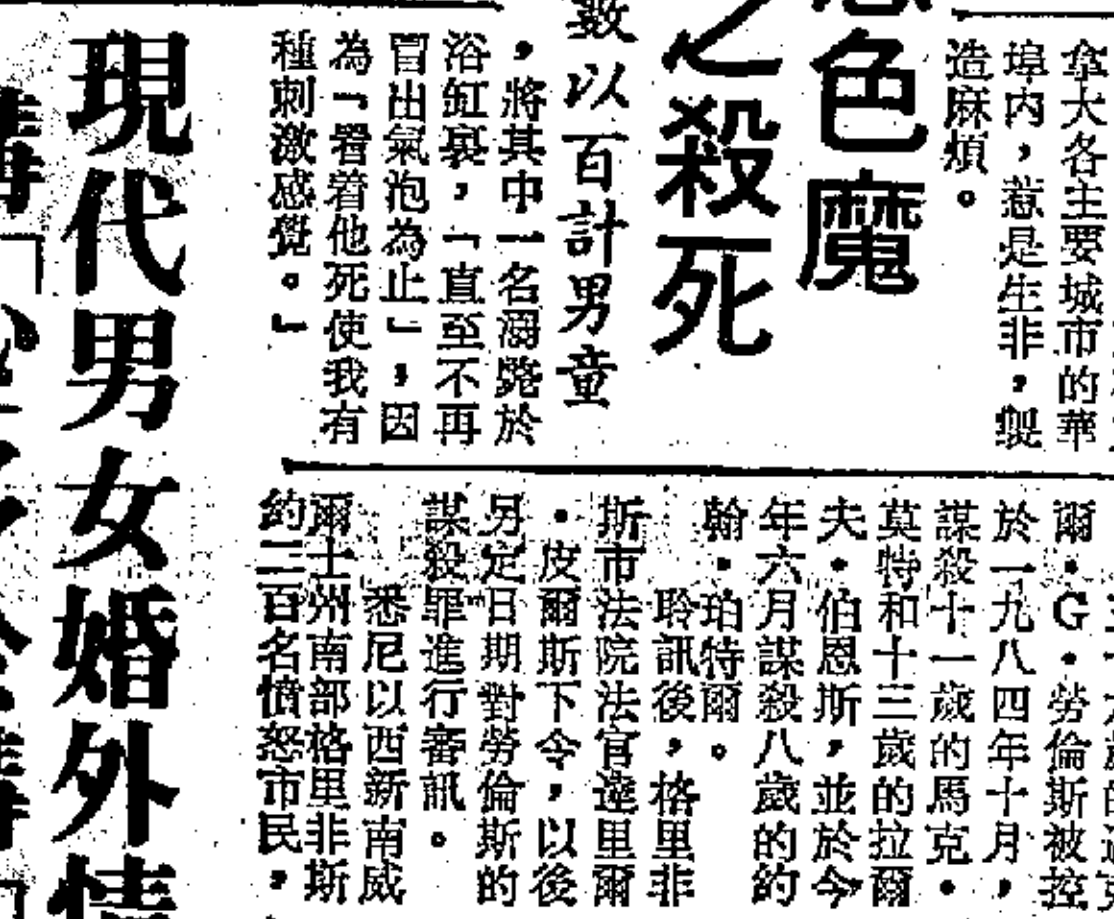 拿大各主要城市的華
埠內，惹是生非，製
造麻煩。
色魔
之殺死
數以百計男童
，將其中一名溺斃於
浴缸裏，「直至不再
冒出氣泡為止」，因
為「看着他死使我有
種刺激感覺。」
爾·G·勞倫斯被控
於一九八四年十月，
謀殺十一歲的馬克·
莫特和十三歲的拉爾
夫·伯恩斯，並於今
年六月謀殺八歲的約
翰·珀特爾。
聆訊後，格里非
斯市法院法官達里爾
·皮爾斯下令，以後
另定日期對勞倫斯的
謀殺罪進行審訊。
悉尼以西新南威
爾士州南部格里非斯
約二百名憤怒市民，
現代男女婚外情